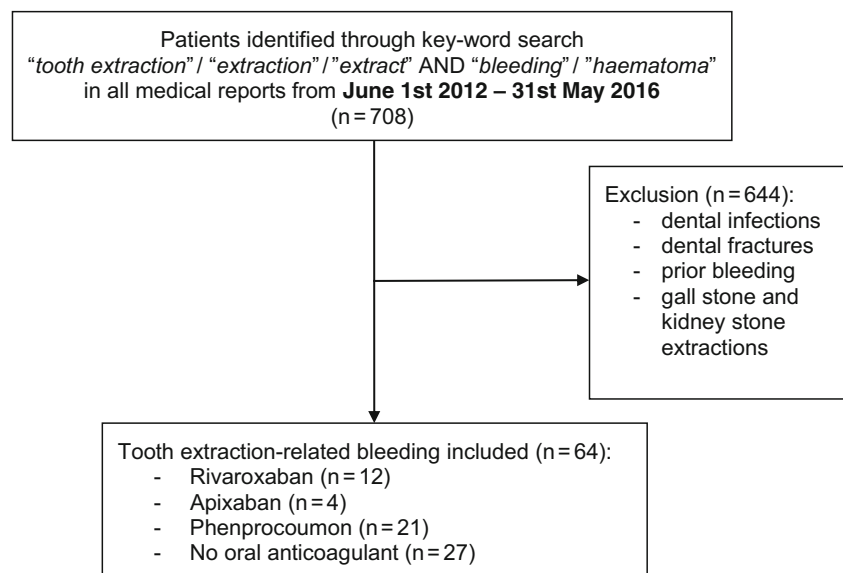 Patients identified through key-word search
“tooth extraction” / “extraction” / ”extract” AND “bleeding” / ”haematoma”
in all medical reports from June 1st 2012 – 31st May 2016
(n = 708)
Exclusion (n = 644):
- dental infections
- dental fractures
- prior bleeding
- gall stone and
kidney stone
extractions
Tooth extraction-related bleeding included (n = 64):
- Rivaroxaban (n = 12)
- Apixaban (n = 4)
- Phenprocoumon (n = 21)
- No oral anticoagulant (n = 27)